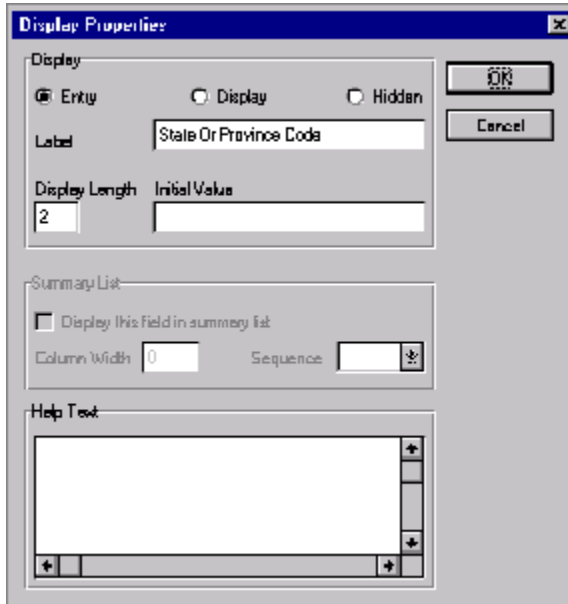 Display Properties
Display
Entry Display Hidden
OK
Label State Or Province Code
Cancel
Display Length Initial Value
2
Summary List
Display this field in summary list
Column Width 0 Sequence
Help Text